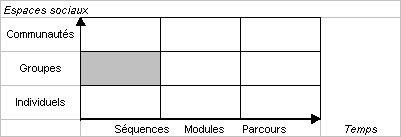 Espaces sociaux
Communautés
Groupes
Individuels
Séquences Modules Parcours Temps